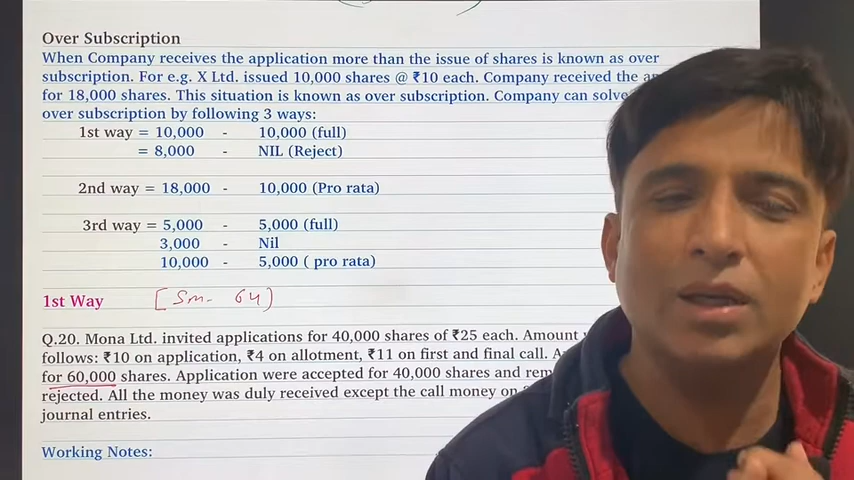 Over Subscription
When Company receives the application more than the issue of shares is known as over
subscription. For e.g. X Ltd. issued 10,000 shares @ ₹10 each. Company received the
for 18,000 shares. This situation is known as over subscription. Company can solve
over subscription by following 3 ways:
1st way = 10,000 - 10,000 (full)
= 8,000 - NIL (Reject)
2nd way = 18,000 - 10,000 (Pro rata)
3rd way = 5,000 - 5,000 (full)
3,000 - Nil
10,000 - 5,000 ( pro rata)
1st Way [Sm- 64)
Q.20. Mona Ltd. invited applications for 40,000 shares of ₹25 each. Amount
follows: ₹10 on application, ₹4 on allotment, ₹11 on first and final call.
for 60,000 shares. Application were accepted for 40,000 shares and
rejected. All the money was duly received except the call money on
journal entries.
Working Notes: